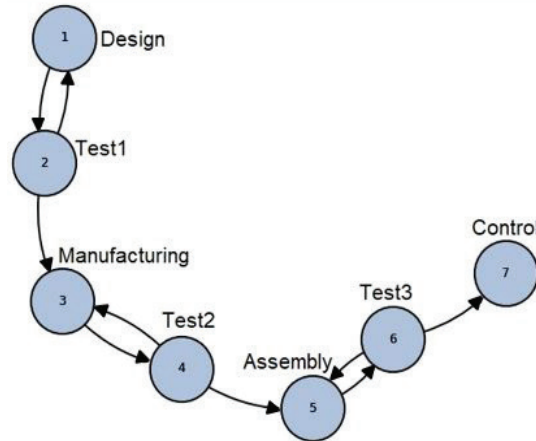 1
Design
2
Test1
Manufacturing
3
Test2
4
Assembly
5
Test3
6
Control
7